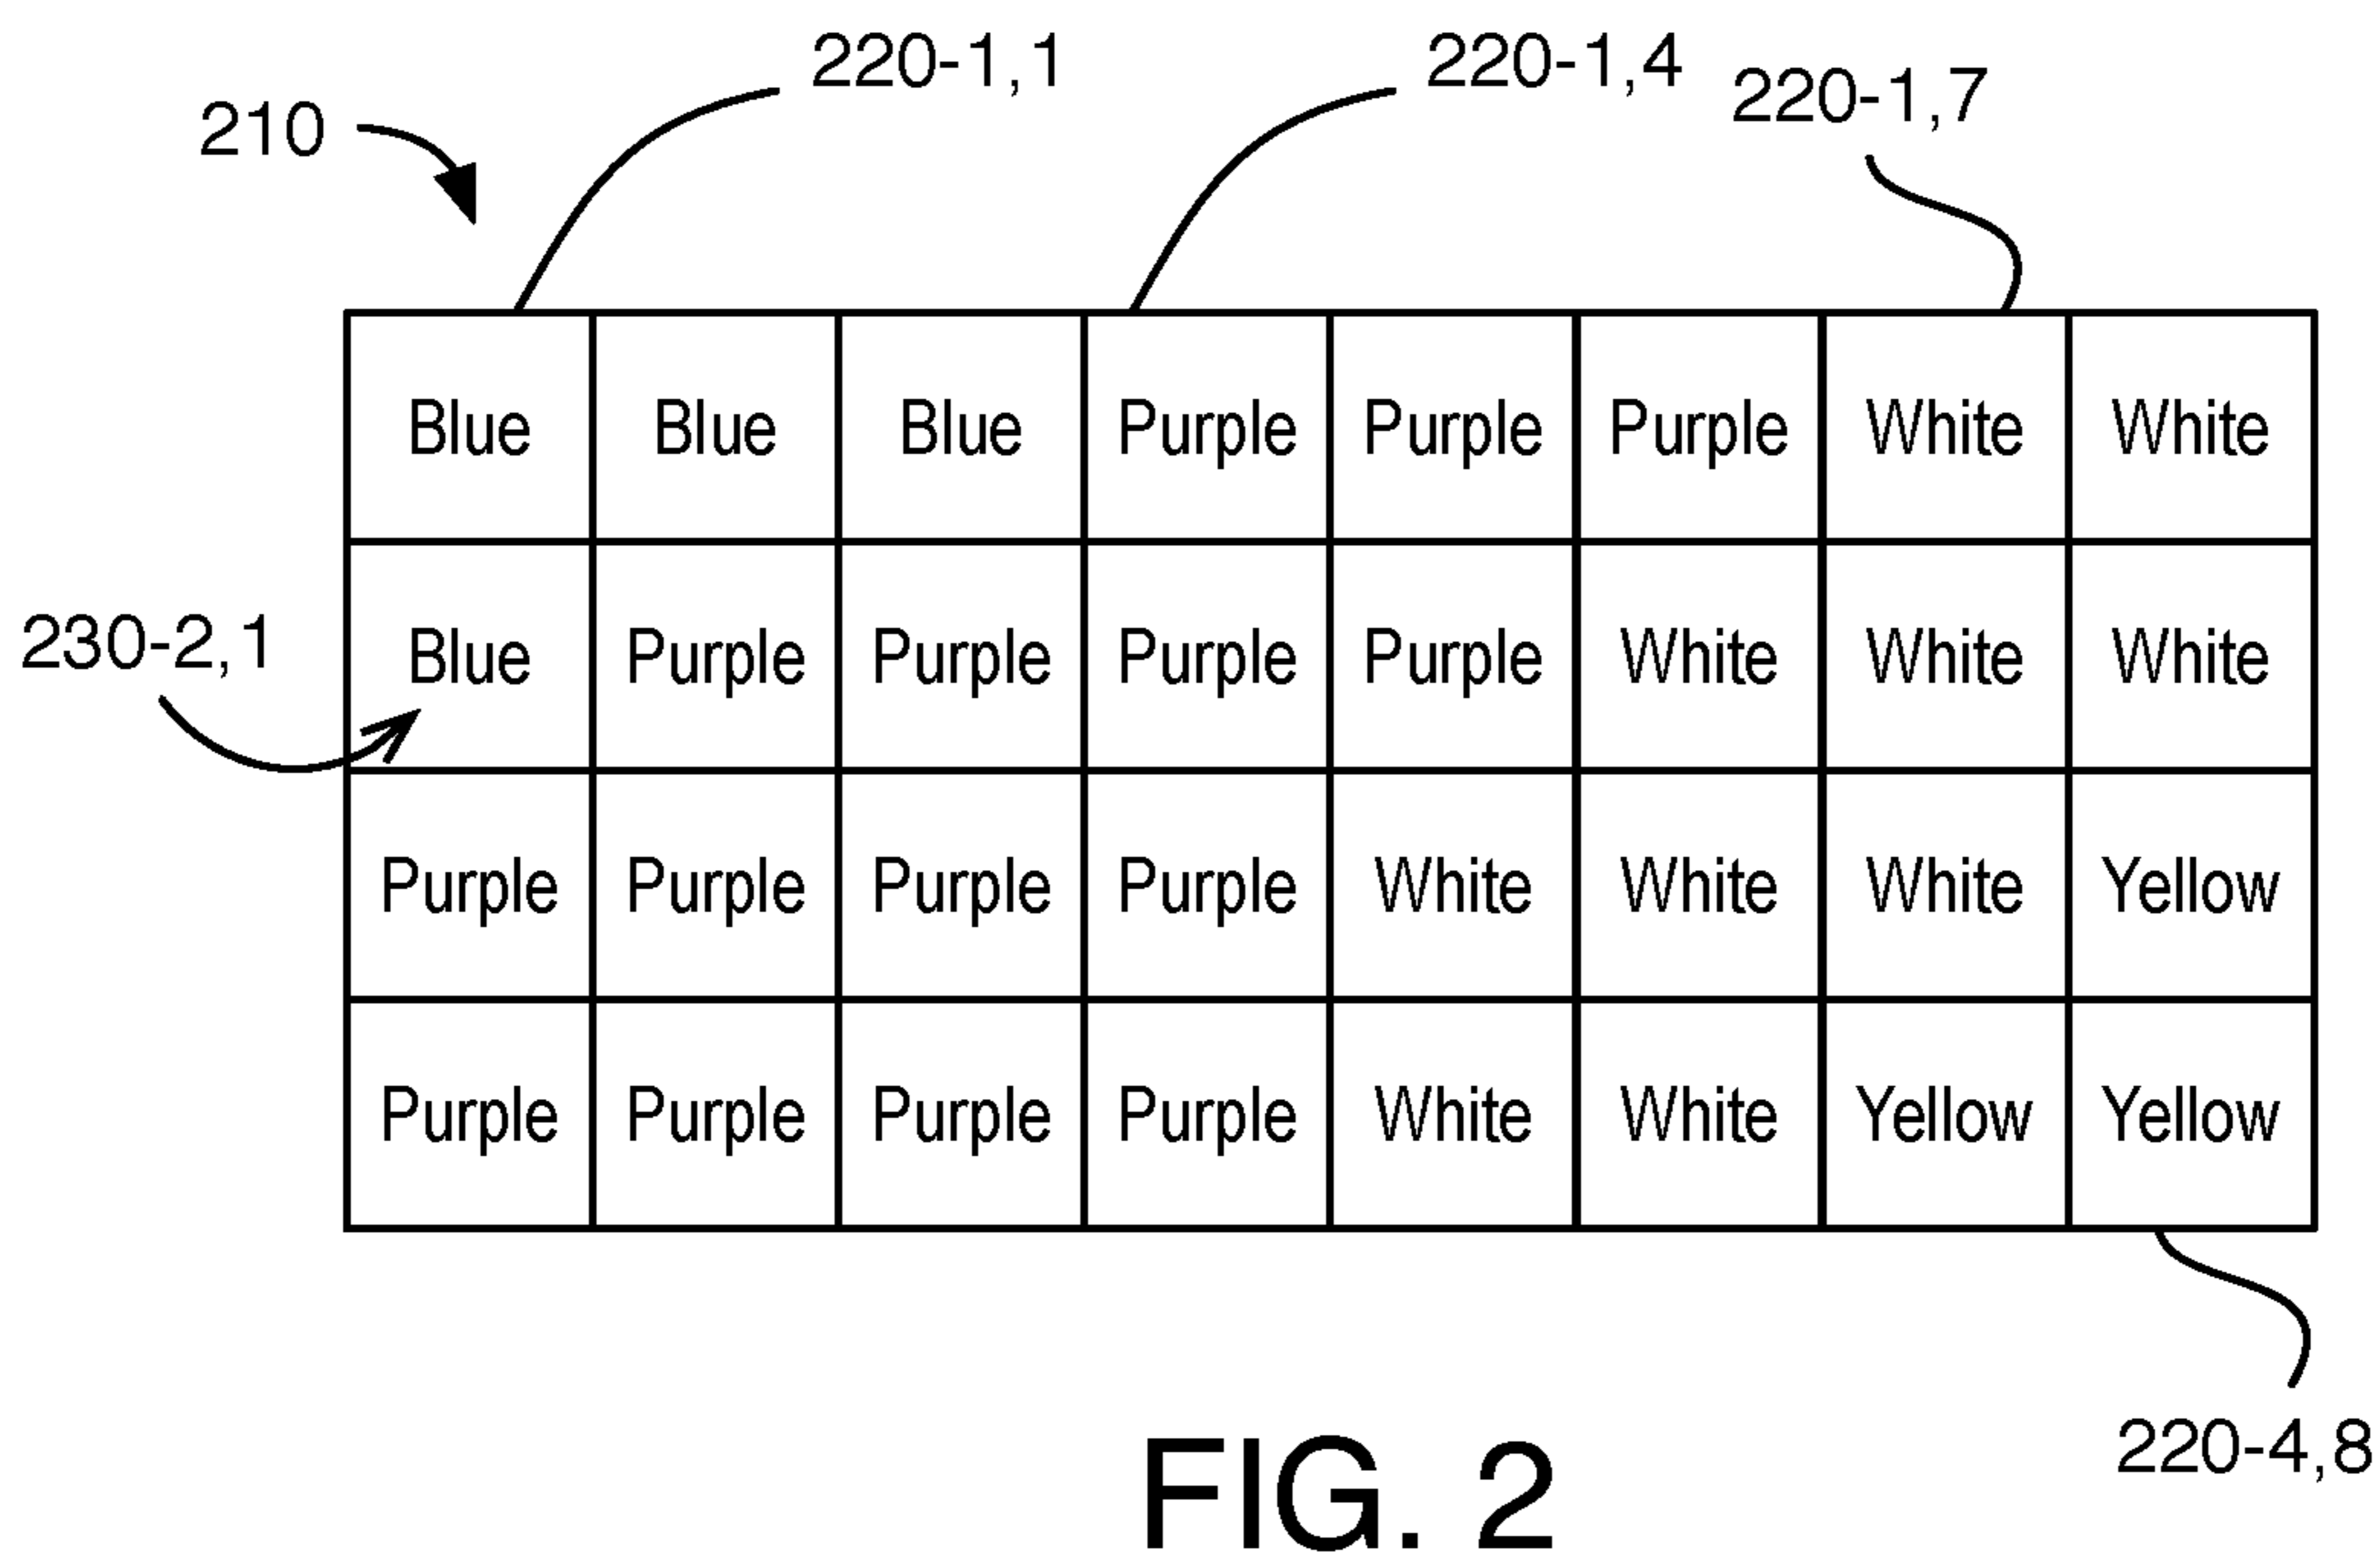 220-1,1
220-1,4
220-1,7
210
Blue Blue Blue Purple Purple Purple White White
230-2,1
Blue Purple Purple Purple Purple White White White
Purple Purple Purple Purple White White White Yellow
Purple Purple Purple Purple White White Yellow Yellow
220-4,8
FIG. 2